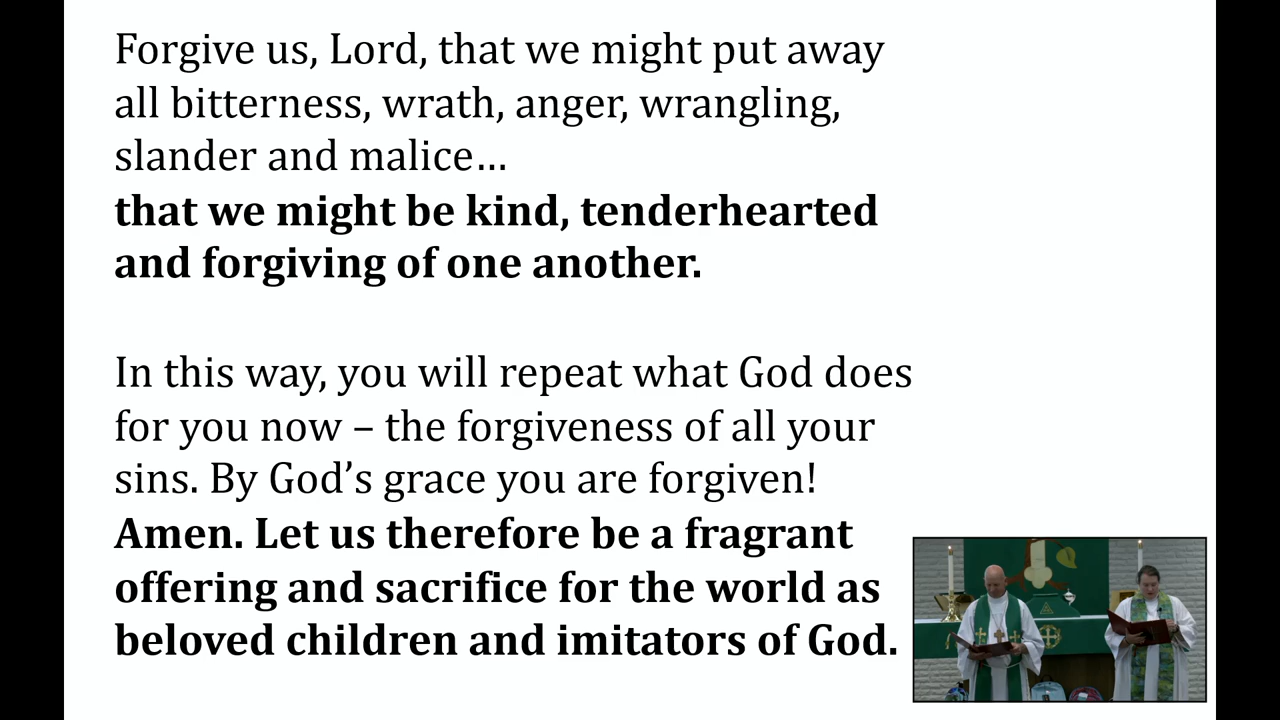 Forgive us, Lord, that we might put away
all bitterness, wrath, anger, wrangling,
slander and malice…
that we might be kind, tenderhearted
and forgiving of one another.
In this way, you will repeat what God does
for you now – the forgiveness of all your
sins. By God’s grace you are forgiven!
Amen. Let us therefore be a fragrant
offering and sacrifice for the world as
beloved children and imitators of God.